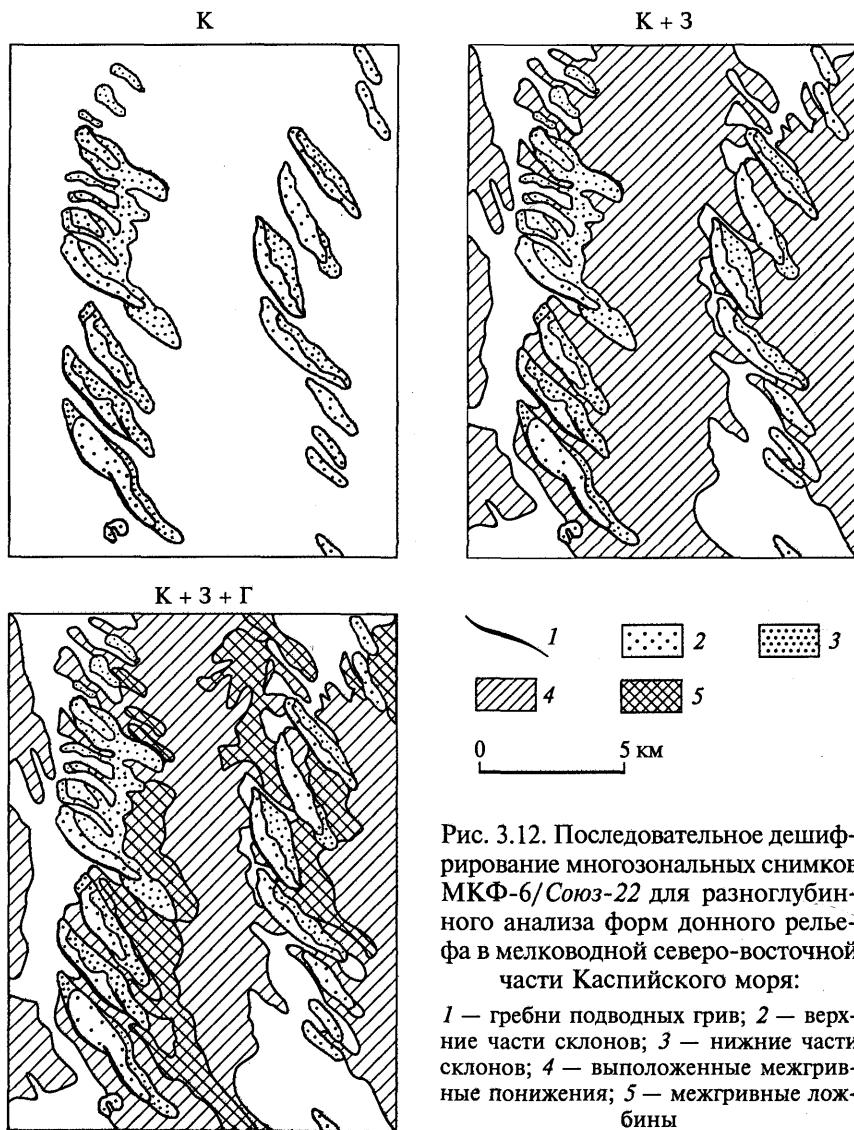 К
К + З
К + З + Г
1
2
3
4
5
0
5 км
Рис. 3.12. Последовательное дешиф-
рирование многозональных снимков
МКФ-6/Союз-22 для разноглубин-
ного анализа форм донного релье-
фа в мелководной северо-восточной
части Каспийского моря:
1 — гребни подводных грив; 2 — верх-
ние части склонов; 3 — нижние части
склонов; 4 — выположенные межгрив-
ные понижения; 5 — межгривные лож-
бины